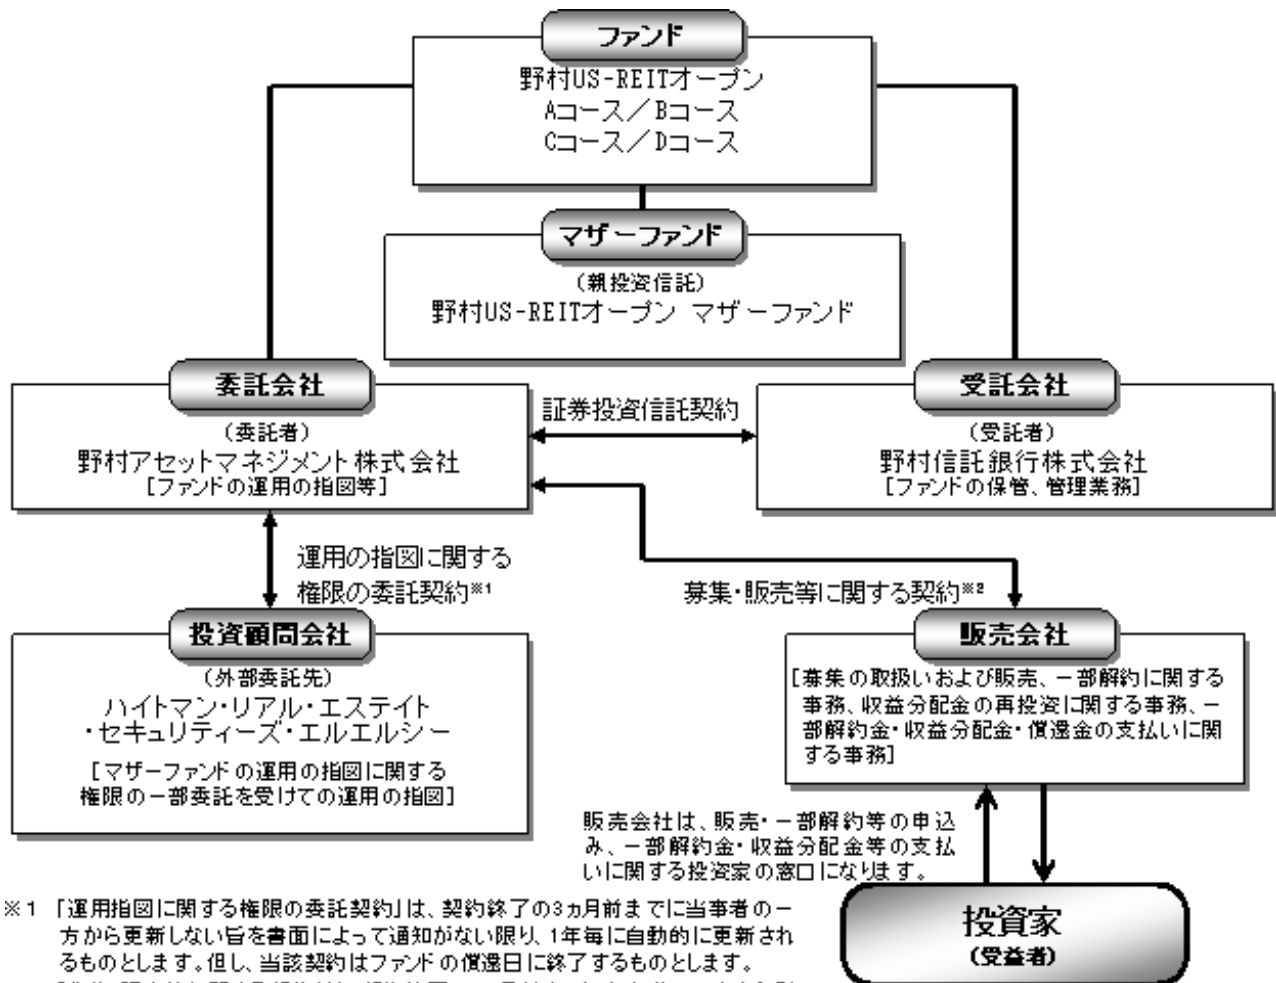 ファンド
野村US-REITオープン
Aコース／Bコース
Cコース／Dコース
マザーファンド
（親投資信託）
野村US-REITオープン マザーファンド
委託会社
（委託者）
野村アセットマネジメント株式会社
［ファンドの運用の指図等］
証券投資信託契約
受託会社
（受託者）
野村信託銀行株式会社
［ファンドの保管、管理業務］
運用の指図に関する
権限の委託契約※1
募集・販売等に関する契約※2
投資顧問会社
（外部委託先）
ハイトマン・リアル・エステイト
・セキュリティーズ・エルエルシー
［マザーファンドの運用の指図に関する
権限の一部委託を受けての運用の指図］
販売会社
［募集の取扱いおよび販売、一部解約に関する
事務、収益分配金の再投資に関する事務、一
部解約金・収益分配金・償還金の支払いに関
する事務］
販売会社は、販売・一部解約等の申込
み、一部解約金・収益分配金等の支払
いに関する投資家の窓口になります。
投資家
（受益者）
※1 「運用指図に関する権限の委託契約」は、契約終了の3ヵ月前までに当事者の一
方から更新しない旨を書面によって通知がない限り、1年毎に自動的に更新され
るものとします。但し、当該契約はファンドの償還日に終了するものとします。